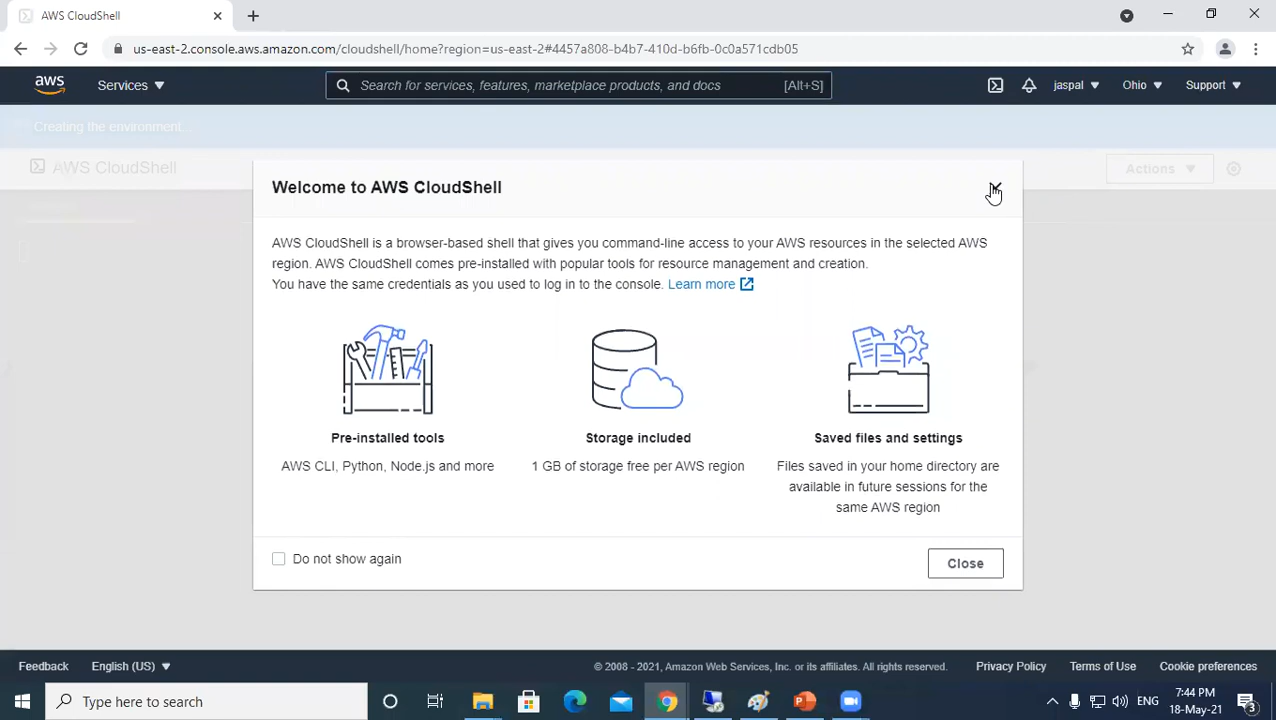 AWS CloudShell
us-east-2.console.aws.amazon.com/cloudshell/home?region=us-east-2#4457a808-b4b7-410d-b6fb-0c0a571cdb05
aws Services Search for services, features, marketplace products, and docs [Alt+S] jaspal Ohio Support
Creating the environment...
AWS CloudShell Actions
Welcome to AWS CloudShell
AWS CloudShell is a browser-based shell that gives you command-line access to your AWS resources in the selected AWS
region. AWS CloudShell comes pre-installed with popular tools for resource management and creation.
You have the same credentials as you used to log in to the console. Learn more
Pre-installed tools
AWS CLI, Python, Node.js and more
Storage included
1 GB of storage free per AWS region
Saved files and settings
Files saved in your home directory are
available in future sessions for the
same AWS region
Do not show again
Close
Feedback English (US) © 2008 - 2021, Amazon Web Services, Inc. or its affiliates. All rights reserved. Privacy Policy Terms of Use Cookie preferences
Type here to search
ENG
7:44 PM
18-May-21
3